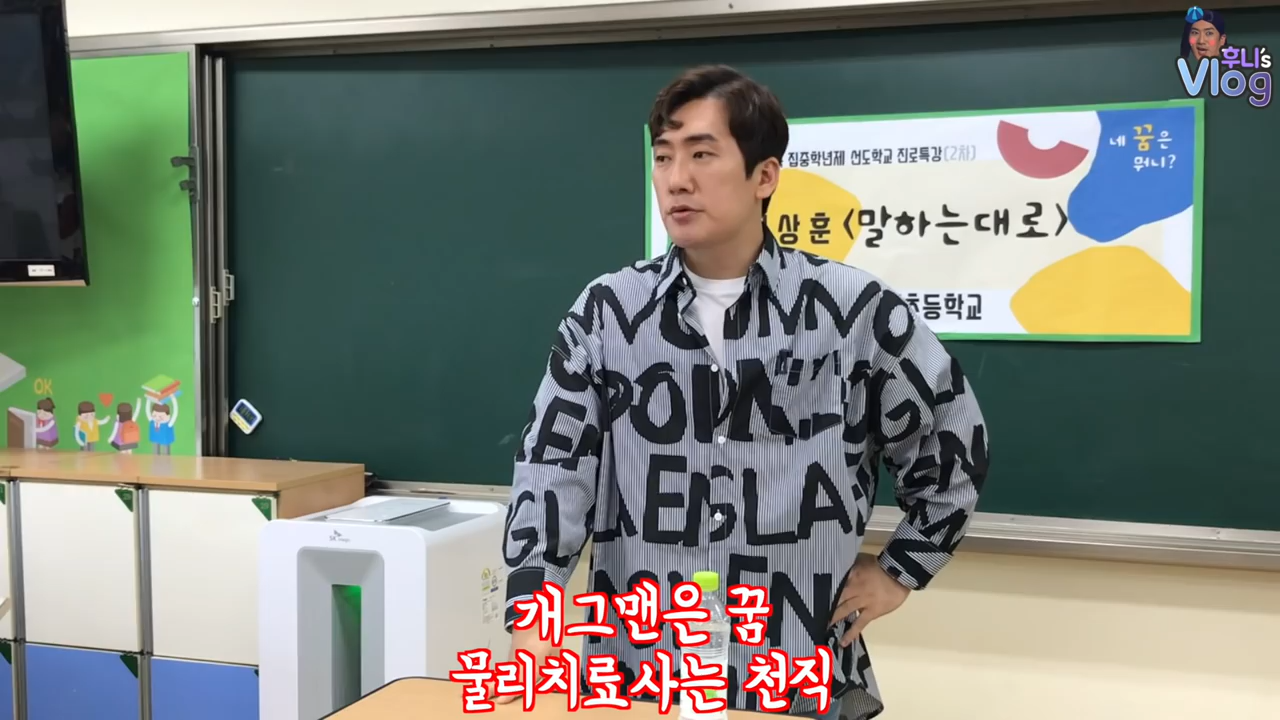 후니's
Vlog
집중학년제 선도학교 진로특강(2차)
네 꿈은
뭐니?
상훈 <말하는대로>
초등학교
OK
SK magic
개그맨은 꿈
물리치료사는 천직